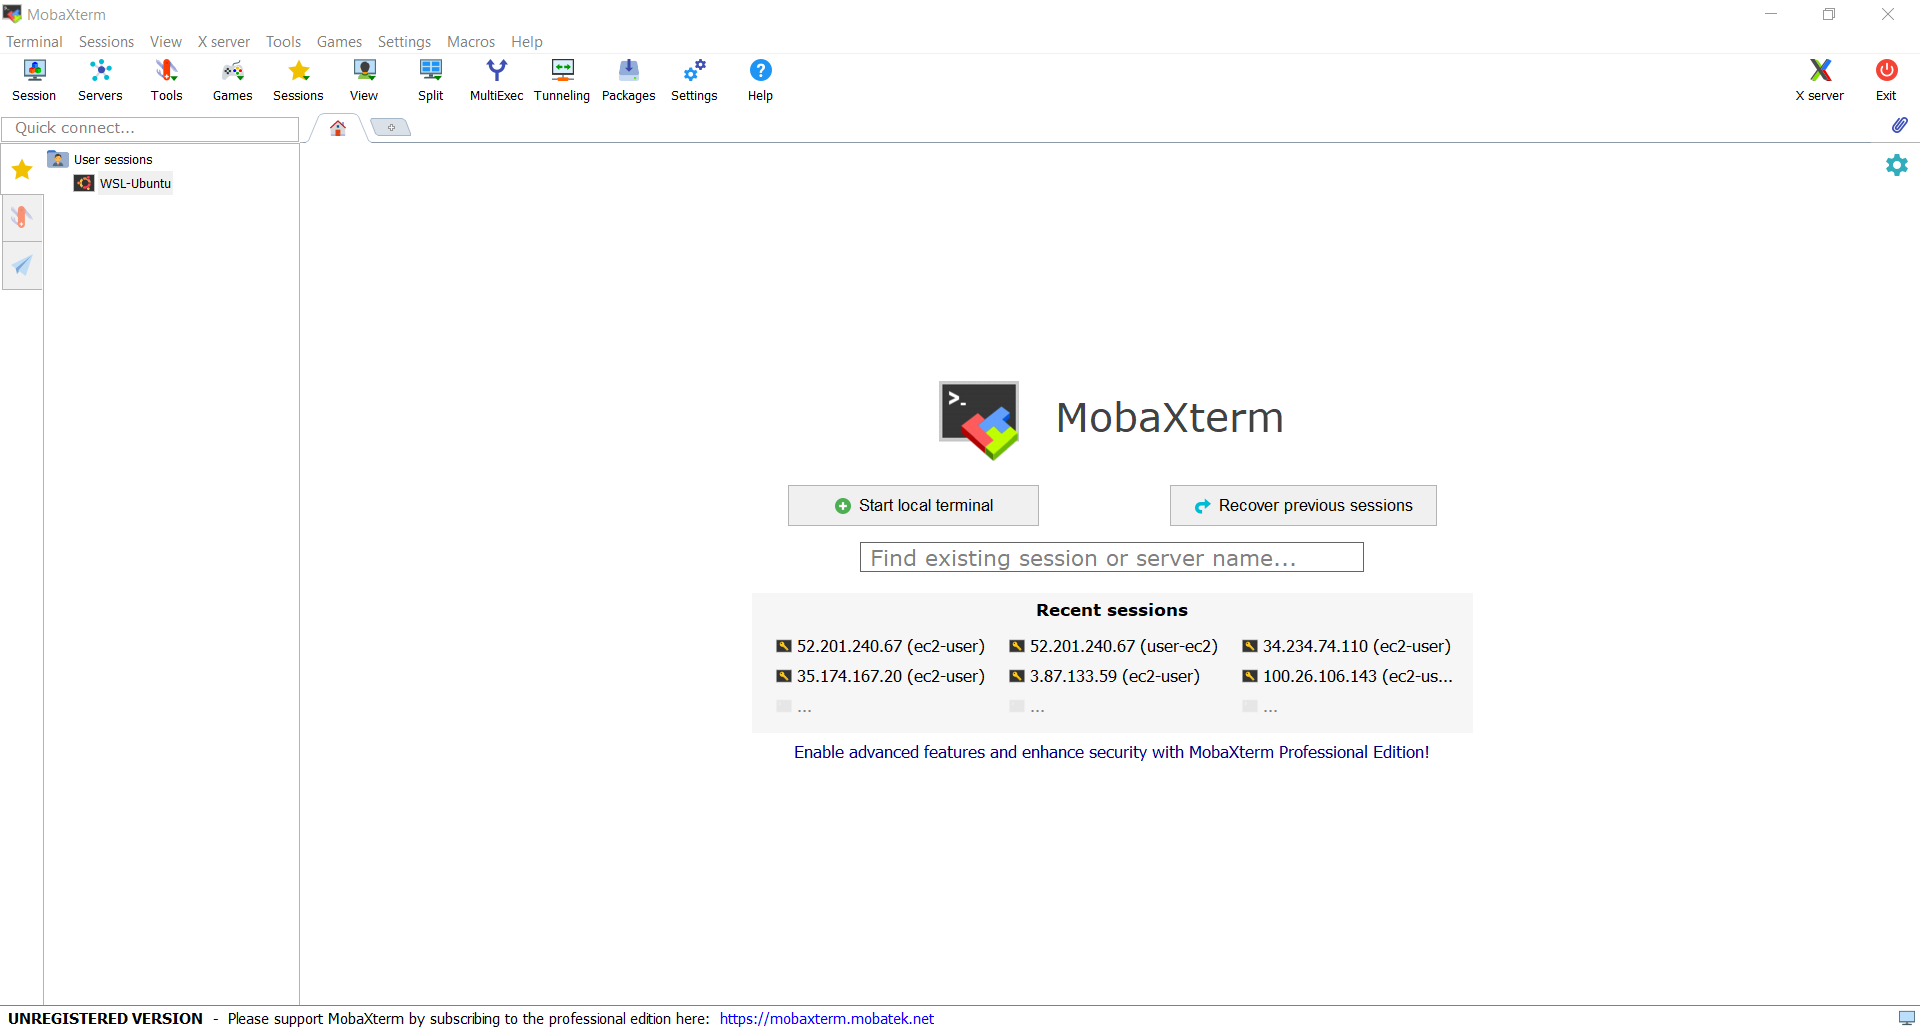 MobaXterm
Terminal Sessions View X server Tools Games Settings Macros Help
Session Servers Tools Games Sessions View Split MultiExec Tunneling Packages Settings Help X server Exit
Quick connect...
User sessions
WSL-Ubuntu
MobaXterm
Start local terminal Recover previous sessions
Find existing session or server name...
Recent sessions
52.201.240.67 (ec2-user) 52.201.240.67 (user-ec2) 34.234.74.110 (ec2-user)
35.174.167.20 (ec2-user) 3.87.133.59 (ec2-user) 100.26.106.143 (ec2-us...
... ... ...
Enable advanced features and enhance security with MobaXterm Professional Edition!
UNREGISTERED VERSION - Please support MobaXterm by subscribing to the professional edition here: https://mobaxterm.mobatek.net